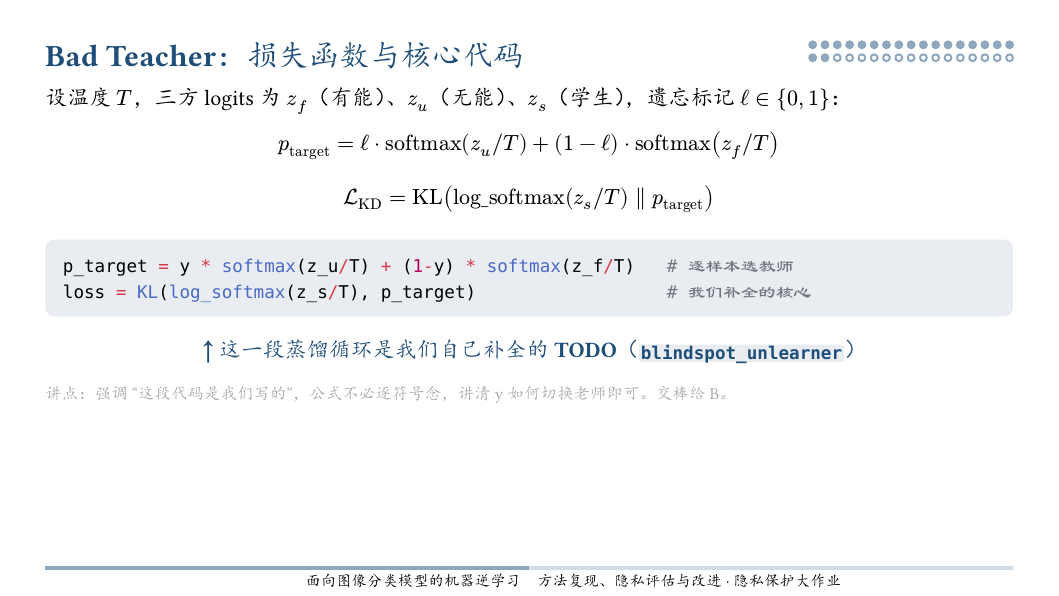 Bad Teacher：损失函数与核心代码
设温度 T，三方 logits 为 z_f（有能）、z_u（无能）、z_s（学生），遗忘标记 ℓ ∈ {0, 1}：
p_target = ℓ · softmax(z_u/T) + (1 − ℓ) · softmax(z_f/T)
ℒ_KD = KL(log_softmax(z_s/T) ∥ p_target)
p_target = y * softmax(z_u/T) + (1-y) * softmax(z_f/T)   # 逐样本选教师
loss = KL(log_softmax(z_s/T), p_target)                  # 我们补全的核心
↑ 这一段蒸馏循环是我们自己补全的 TODO（blindspot_unlearner）
讲点：强调 “这段代码是我们写的”，公式不必逐符号念，讲清 y 如何切换老师即可。交棒给 B。
面向图像分类模型的机器逆学习 方法复现、隐私评估与改进 · 隐私保护大作业